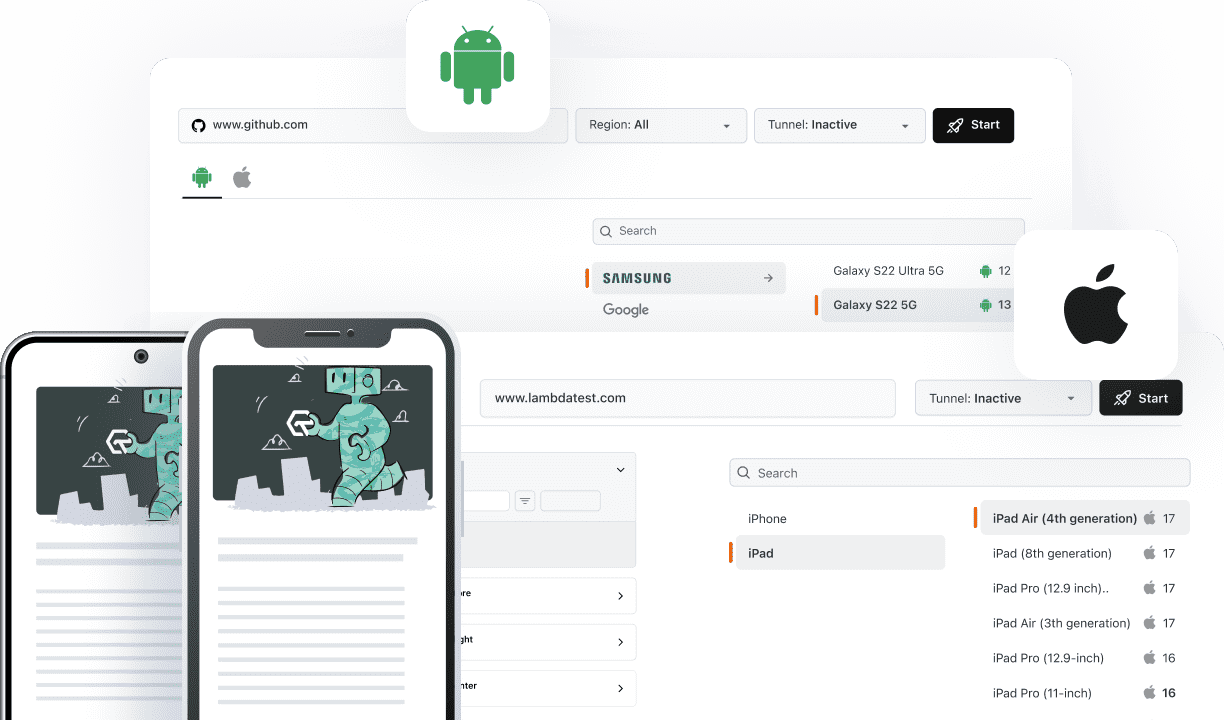 www.github.com
Region: All
Tunnel: Inactive
Start
Search
SAMSUNG
Google
Galaxy S22 Ultra 5G 12
Galaxy S22 5G 13
www.lambdatest.com
Tunnel: Inactive
Start
Search
iPhone
iPad
iPad Air (4th generation) 17
iPad (8th generation) 17
iPad Pro (12.9 inch).. 17
iPad Air (3th generation) 17
iPad Pro (12.9-inch) 16
iPad Pro (11-inch) 16